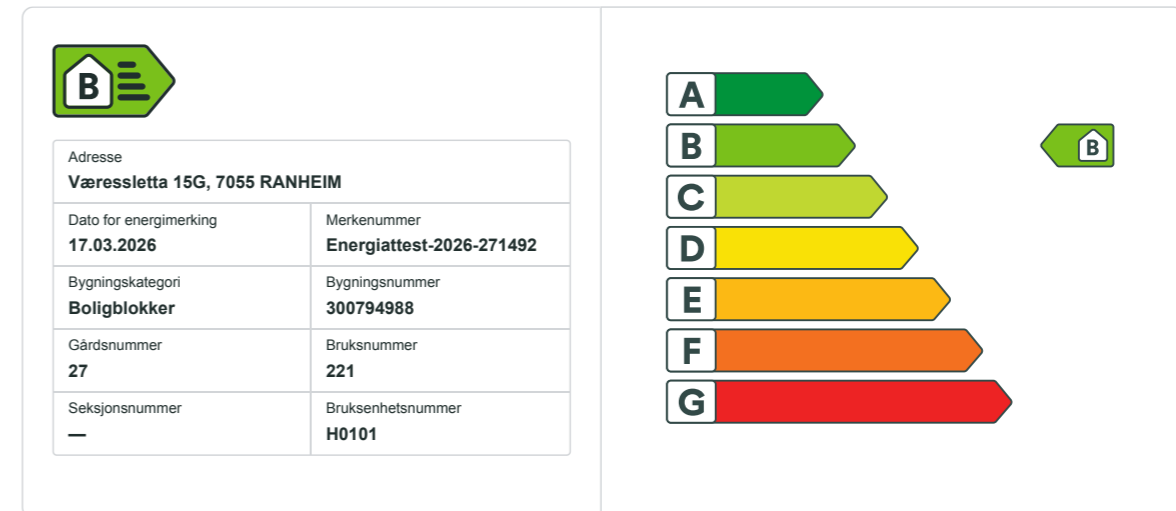 B
Adresse
Væressletta 15G, 7055 RANHEIM
Dato for energimerking
17.03.2026
Merkenummer
Energiattest-2026-271492
Bygningskategori
Boligblokker
Bygningsnummer
300794988
Gårdsnummer
27
Bruksnummer
221
Seksjonsnummer
—
Bruksenhetsnummer
H0101
A
B
B
C
D
E
F
G